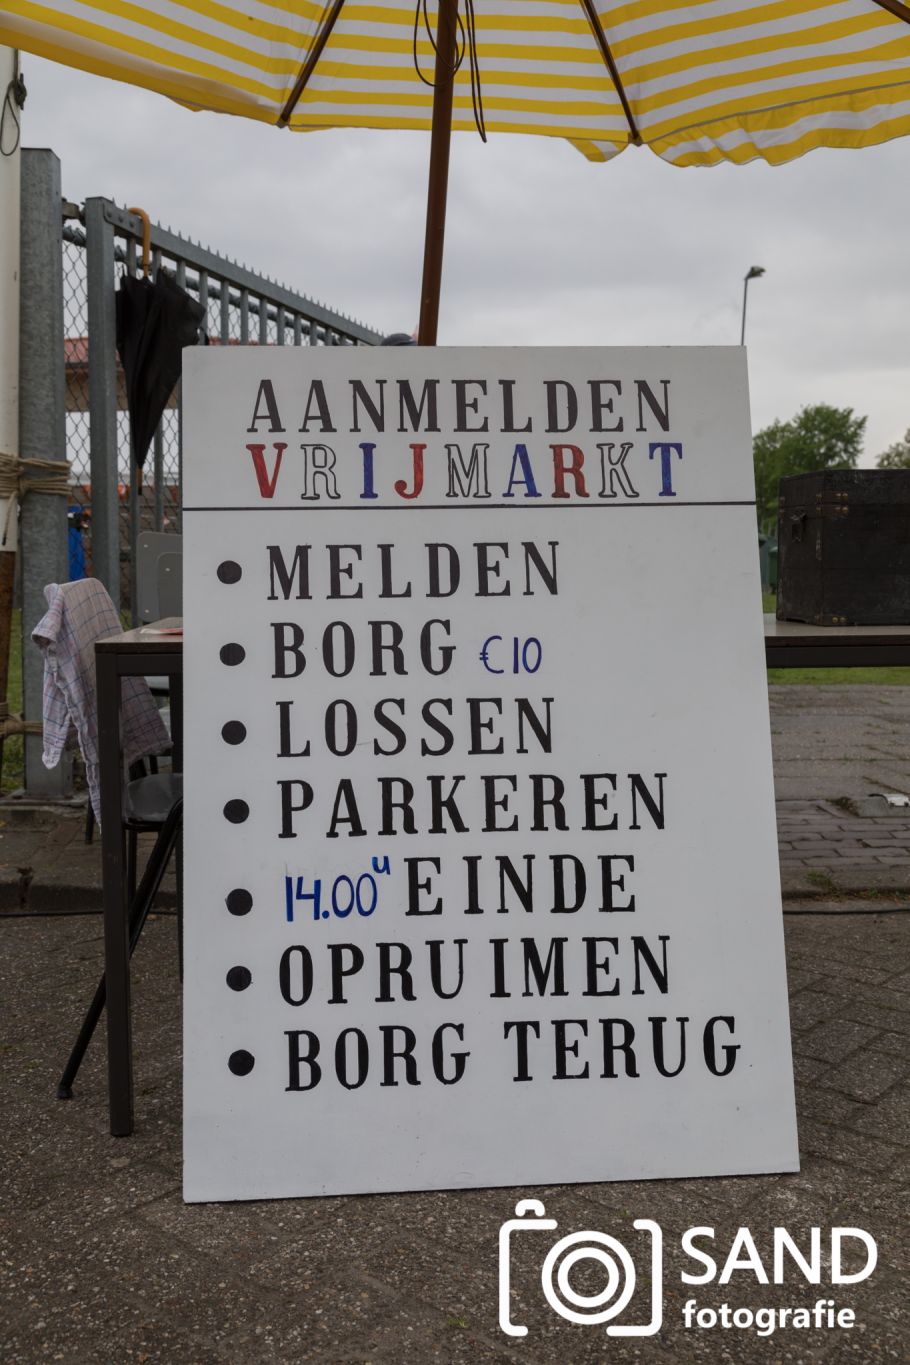 AANMELDEN
VRIJMARKT
• MELDEN
• BORG €10
• LOSSEN
• PARKEREN
• 14.00u EINDE
• OPRUIMEN
• BORG TERUG
SAND
fotografie